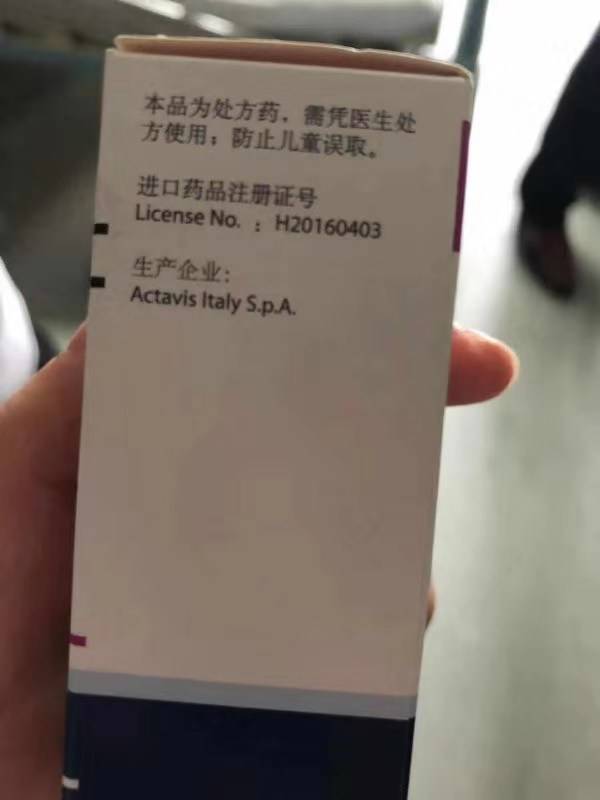 本品为处方药，需凭医生处
方使用；防止儿童误取。
进口药品注册证号
License No. ：H20160403
生产企业：
Actavis Italy S.p.A.